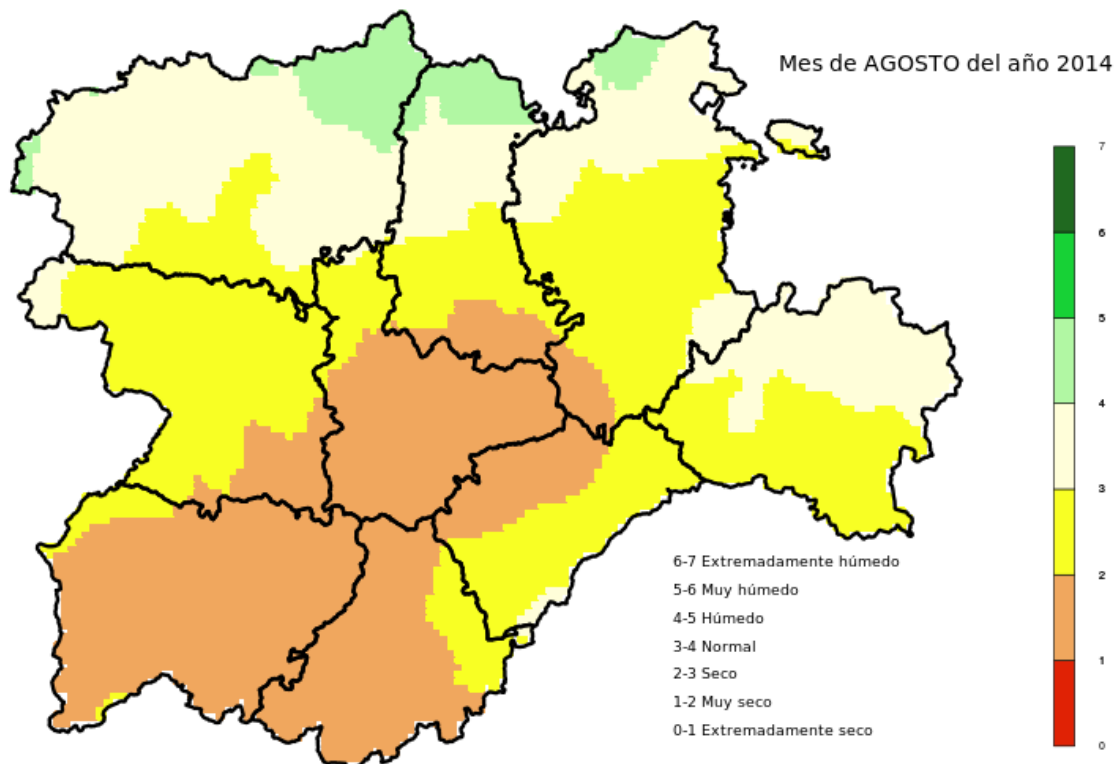 Mes de AGOSTO del año 2014
7
6
5
4
3
2
1
0
6-7 Extremadamente húmedo
5-6 Muy húmedo
4-5 Húmedo
3-4 Normal
2-3 Seco
1-2 Muy seco
0-1 Extremadamente seco